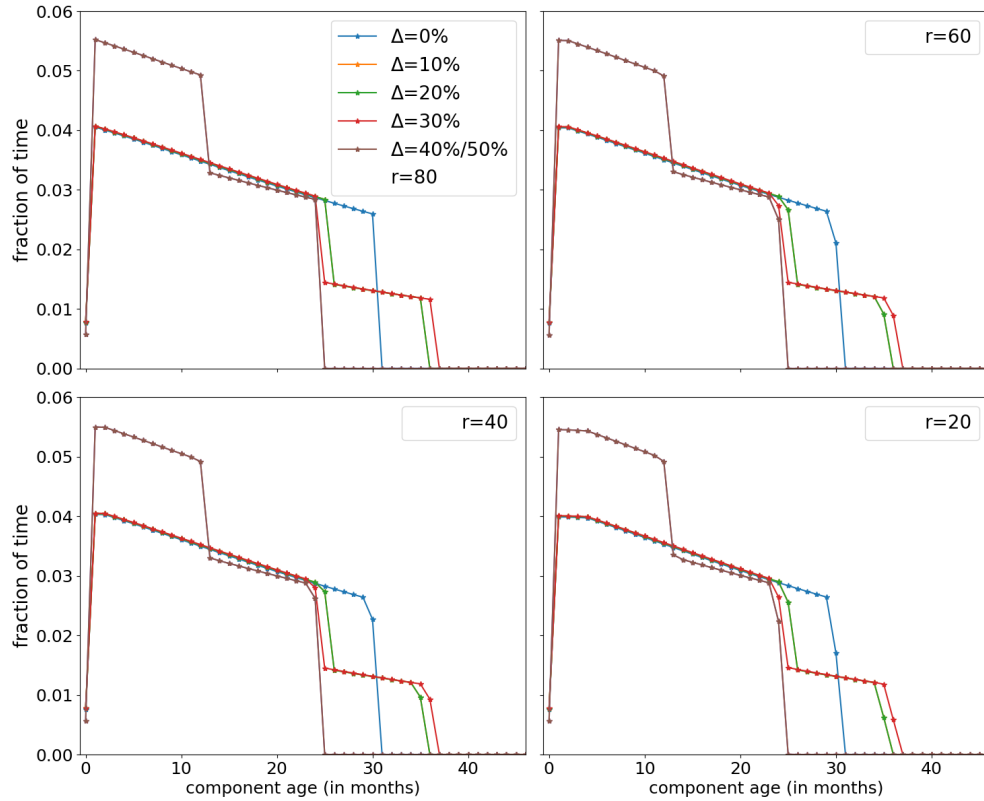 0.06
0.05
0.04
0.03
0.02
0.01
0.00
fraction of time
Δ=0%
Δ=10%
Δ=20%
Δ=30%
Δ=40%/50%
r=80
r=60
0.06
0.05
0.04
0.03
0.02
0.01
0.00
fraction of time
r=40
0 10 20 30 40
component age (in months)
r=20
0 10 20 30 40
component age (in months)